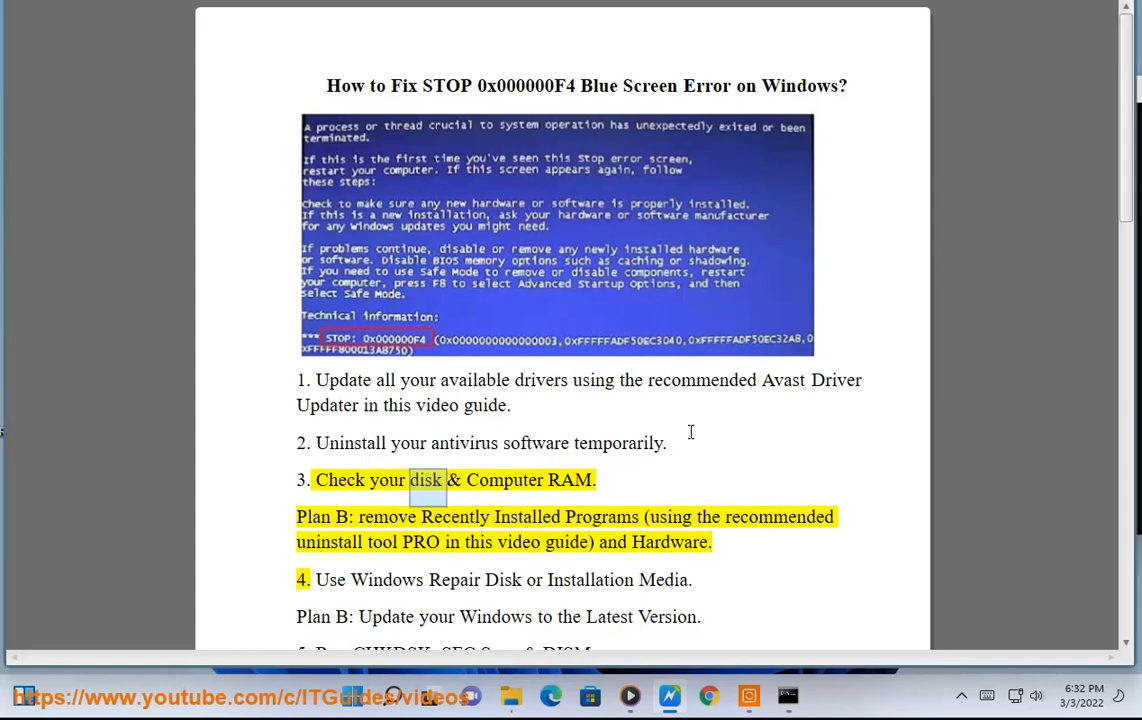 How to Fix STOP 0x000000F4 Blue Screen Error on Windows?
A process or thread crucial to system operation has unexpectedly exited or been
terminated.
If this is the first time you've seen this Stop error screen,
restart your computer. If this screen appears again, follow
these steps:
Check to make sure any new hardware or software is properly installed.
If this is a new installation, ask your hardware or software manufacturer
for any Windows updates you might need.
If problems continue, disable or remove any newly installed hardware
or software. Disable BIOS memory options such as caching or shadowing.
If you need to use Safe Mode to remove or disable components, restart
your computer, press F8 to select Advanced Startup Options, and then
select Safe Mode.
Technical information:
*** STOP: 0x000000F4 (0x0000000000000003,0xFFFFFADF50EC3040,0xFFFFFADF50EC32A8,0
xFFFFF800013A8750)
1. Update all your available drivers using the recommended Avast Driver
Updater in this video guide.
2. Uninstall your antivirus software temporarily.
3. Check your disk & Computer RAM.
Plan B: remove Recently Installed Programs (using the recommended
uninstall tool PRO in this video guide) and Hardware.
4. Use Windows Repair Disk or Installation Media.
Plan B: Update your Windows to the Latest Version.
https://www.youtube.com/c/ITGuides/videos
6:32 PM
3/3/2022